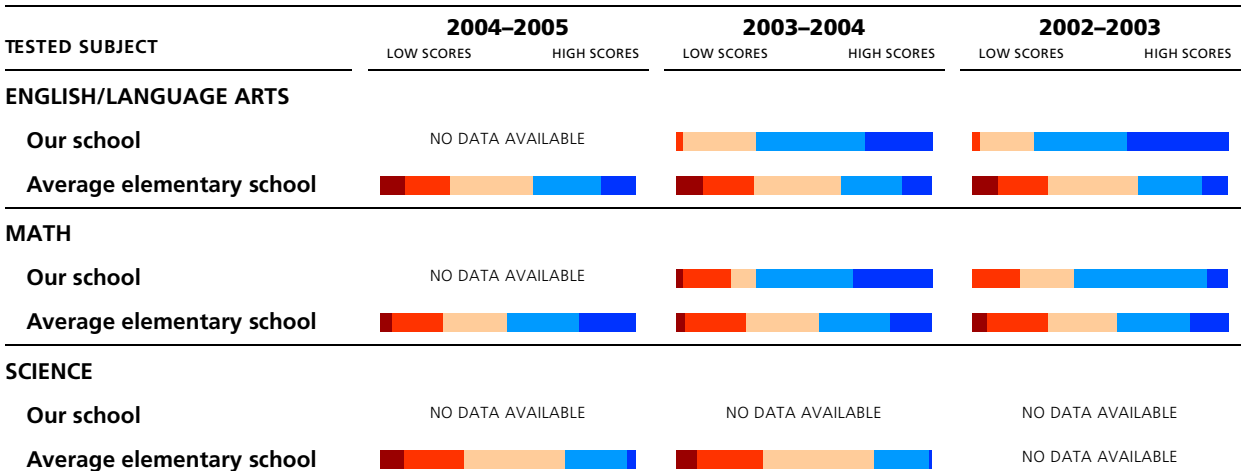 2004–2005 2003–2004 2002–2003
TESTED SUBJECT LOW SCORES HIGH SCORES LOW SCORES HIGH SCORES LOW SCORES HIGH SCORES
ENGLISH/LANGUAGE ARTS
Our school NO DATA AVAILABLE
Average elementary school
MATH
Our school NO DATA AVAILABLE
Average elementary school
SCIENCE
Our school NO DATA AVAILABLE NO DATA AVAILABLE NO DATA AVAILABLE
Average elementary school NO DATA AVAILABLE